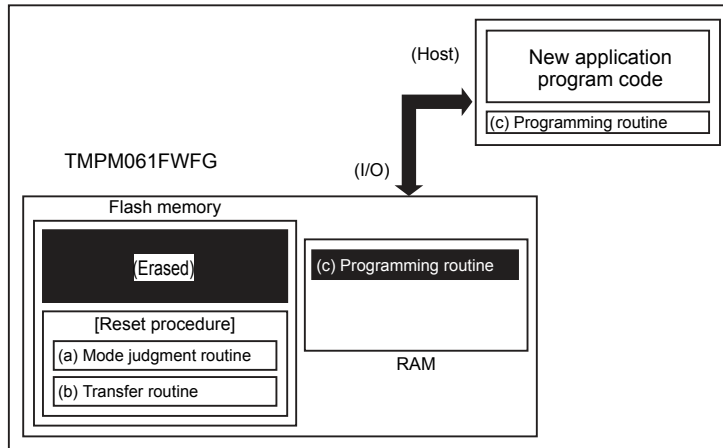 (Host)
New application
program code
(c) Programming routine
TMPM061FWFG
(I/O)
Flash memory
(Erased)
(c) Programming routine
[Reset procedure]
(a) Mode judgment routine
(b) Transfer routine
RAM